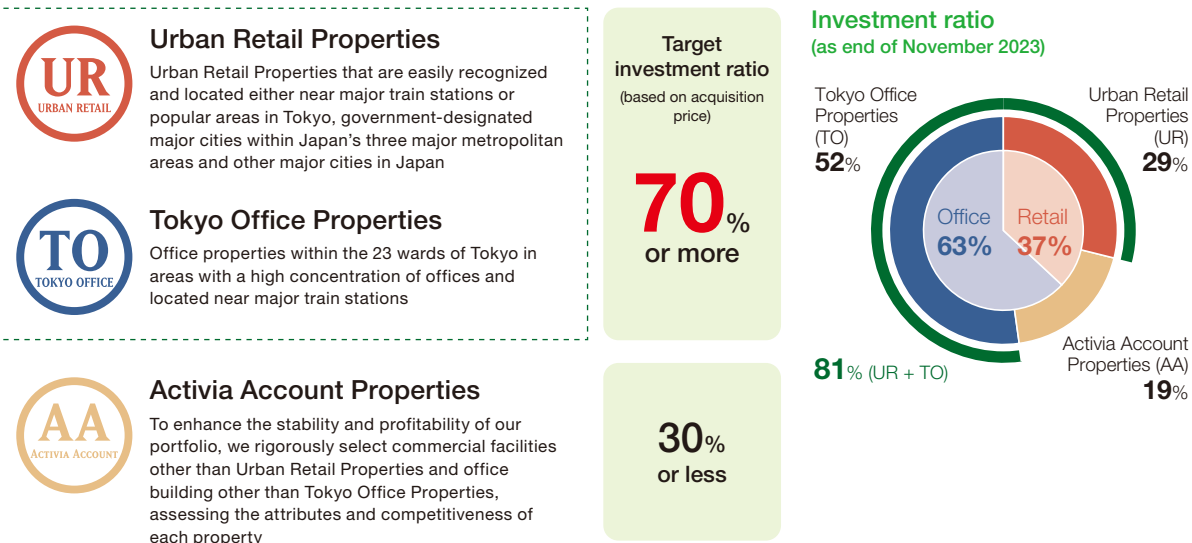 UR
URBAN RETAIL
Urban Retail Properties
Urban Retail Properties that are easily recognized
and located either near major train stations or
popular areas in Tokyo, government-designated
major cities within Japan's three major metropolitan
areas and other major cities in Japan
TO
TOKYO OFFICE
Tokyo Office Properties
Office properties within the 23 wards of Tokyo in
areas with a high concentration of offices and
located near major train stations
Target
investment ratio
(based on acquisition
price)
70%
or more
AA
ACTIVIA ACCOUNT
Activia Account Properties
To enhance the stability and profitability of our
portfolio, we rigorously select commercial facilities
other than Urban Retail Properties and office
building other than Tokyo Office Properties,
assessing the attributes and competitiveness of
each property
30%
or less
Investment ratio
(as end of November 2023)
Tokyo Office
Properties
(TO)
52%
Urban Retail
Properties
(UR)
29%
Office
63%
Retail
37%
81% (UR + TO)
Activia Account
Properties (AA)
19%